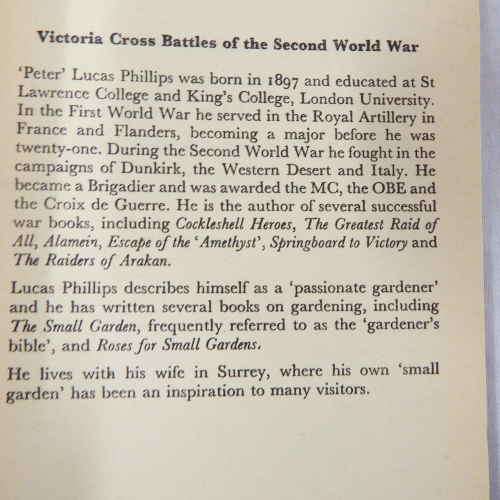 Victoria Cross Battles of the Second World War
'Peter' Lucas Phillips was born in 1897 and educated at St
Lawrence College and King's College, London University.
In the First World War he served in the Royal Artillery in
France and Flanders, becoming a major before he was
twenty-one. During the Second World War he fought in the
campaigns of Dunkirk, the Western Desert and Italy. He
became a Brigadier and was awarded the MC, the OBE and
the Croix de Guerre. He is the author of several successful
war books, including Cockleshell Heroes, The Greatest Raid of
All, Alamein, Escape of the 'Amethyst', Springboard to Victory and
The Raiders of Arakan.
Lucas Phillips describes himself as a 'passionate gardener'
and he has written several books on gardening, including
The Small Garden, frequently referred to as the 'gardener's
bible', and Roses for Small Gardens.
He lives with his wife in Surrey, where his own 'small
garden' has been an inspiration to many visitors.